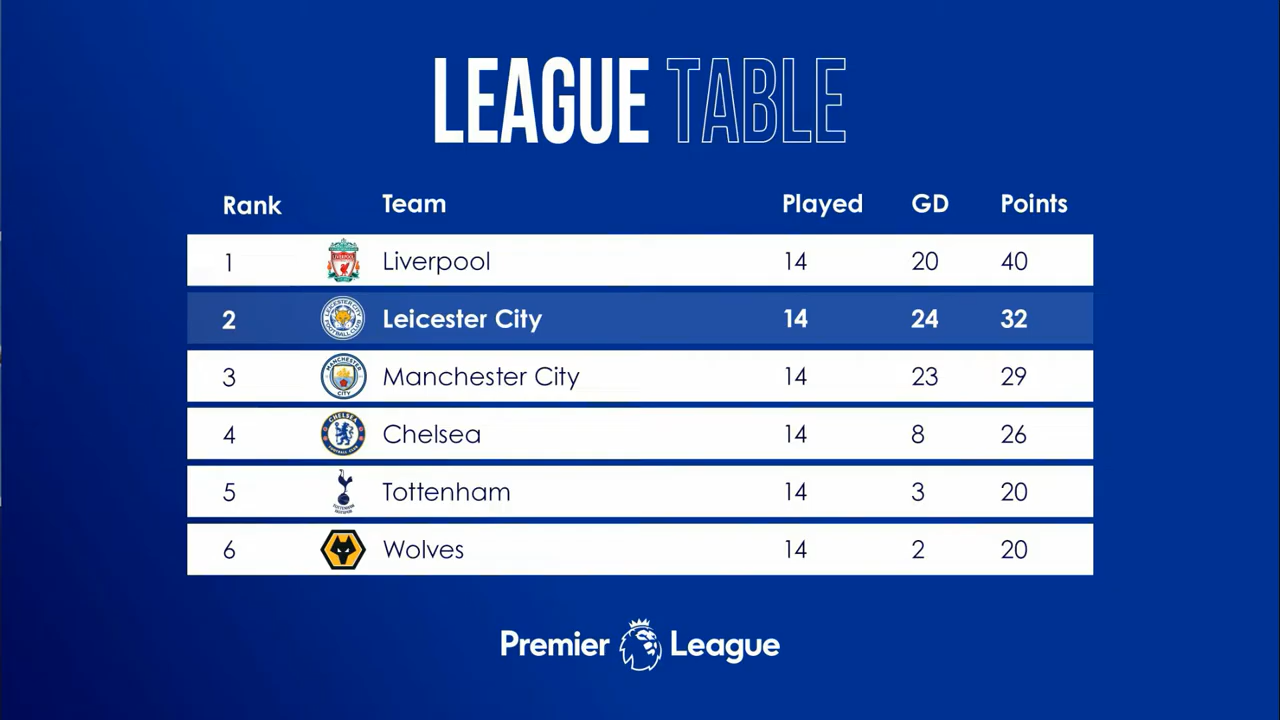 LEAGUE TABLE
Rank Team Played GD Points
1 Liverpool 14 20 40
2 Leicester City 14 24 32
3 Manchester City 14 23 29
4 Chelsea 14 8 26
5 Tottenham 14 3 20
6 Wolves 14 2 20
Premier League